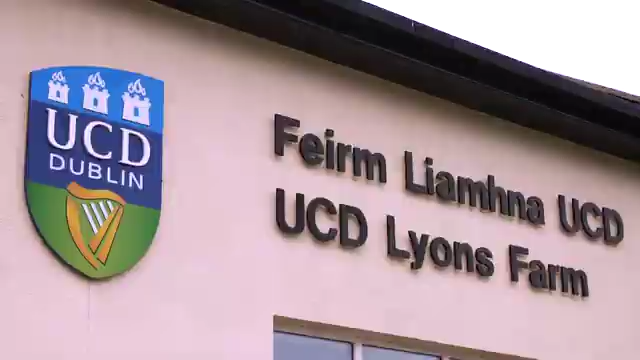 UCD
DUBLIN
Feirm Liamhna UCD
UCD Lyons Farm